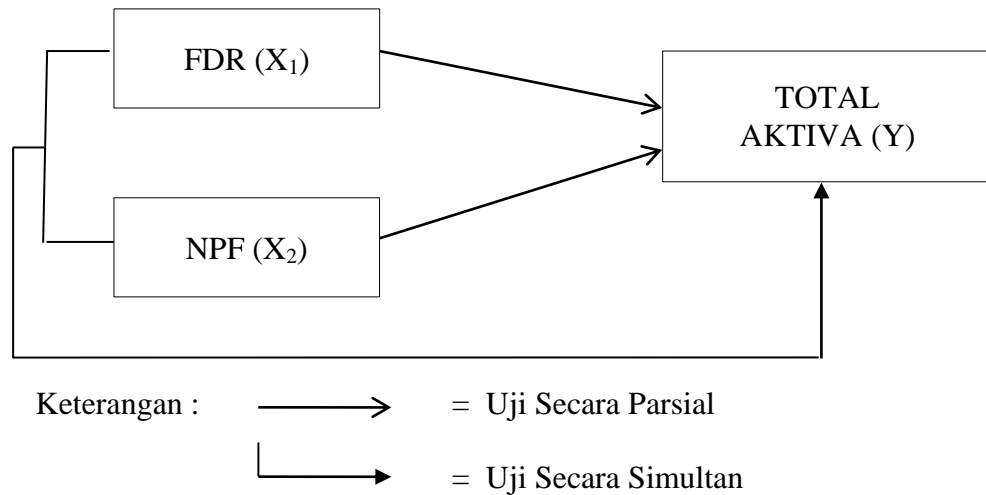 FDR (X₁)
TOTAL
AKTIVA (Y)
NPF (X₂)
Keterangan :
= Uji Secara Parsial
= Uji Secara Simultan